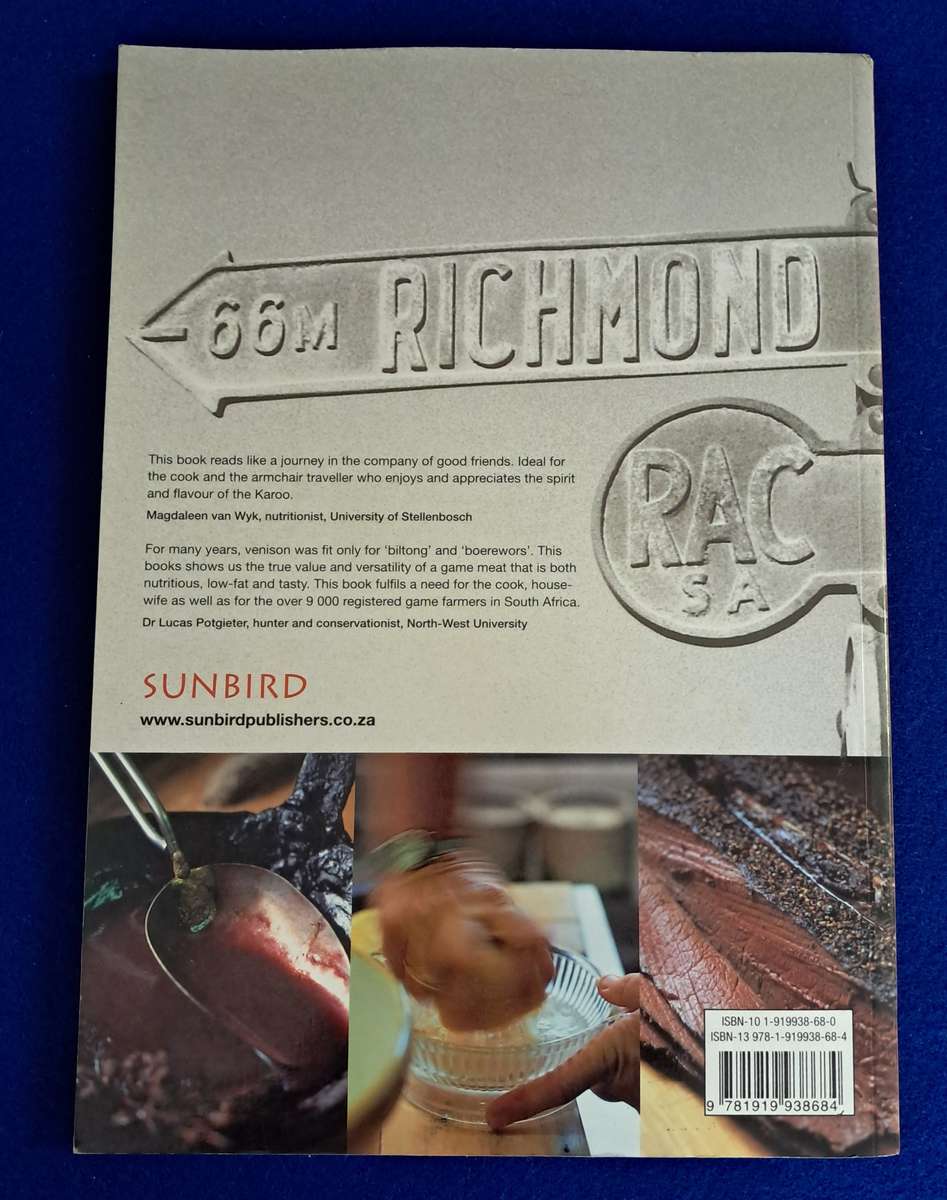 66M RICHMOND
RAC
SA
This book reads like a journey in the company of good friends. Ideal for
the cook and the armchair traveller who enjoys and appreciates the spirit
and flavour of the Karoo.
Magdaleen van Wyk, nutritionist, University of Stellenbosch
For many years, venison was fit only for ‘biltong’ and ‘boerewors’. This
books shows us the true value and versatility of a game meat that is both
nutritious, low-fat and tasty. This book fulfils a need for the cook, house-
wife as well as for the over 9 000 registered game farmers in South Africa.
Dr Lucas Potgieter, hunter and conservationist, North-West University
SUNBIRD
www.sunbirdpublishers.co.za
ISBN-10 1-919938-68-0
ISBN-13 978-1-919938-68-4
9 781919 938684